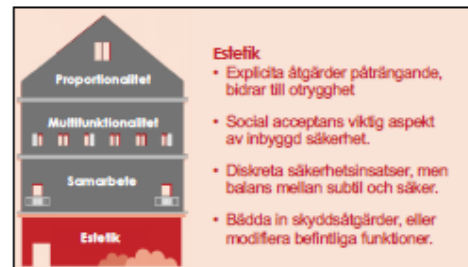 Proportionalitet
Multifunktionalitet
Samarbete
Estetik
Estetik
• Explicita åtgärder påträngande,
bidrar till otrygghet
• Social acceptans viktig aspekt
av inbyggd säkerhet.
• Diskreta säkerhetsinsatser, men
balans mellan subtil och säker.
• Bädda in skyddsåtgärder, eller
modifiera befintliga funktioner.